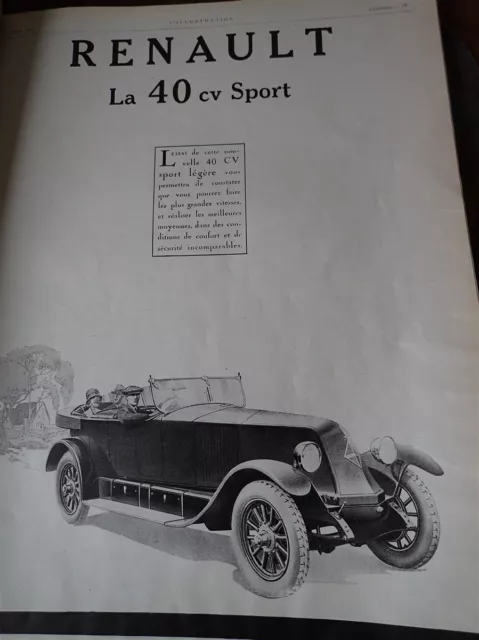 L'ILLUSTRATION
RENAULT
La 40 CV Sport
L'ESSAI de cette nou-
velle 40 CV
sport légère vous
permettra de constater
que vous pourrez faire
les plus grandes vitesses,
et réaliser les meilleures
moyennes, dans des con-
ditions de confort et de
sécurité incomparables.